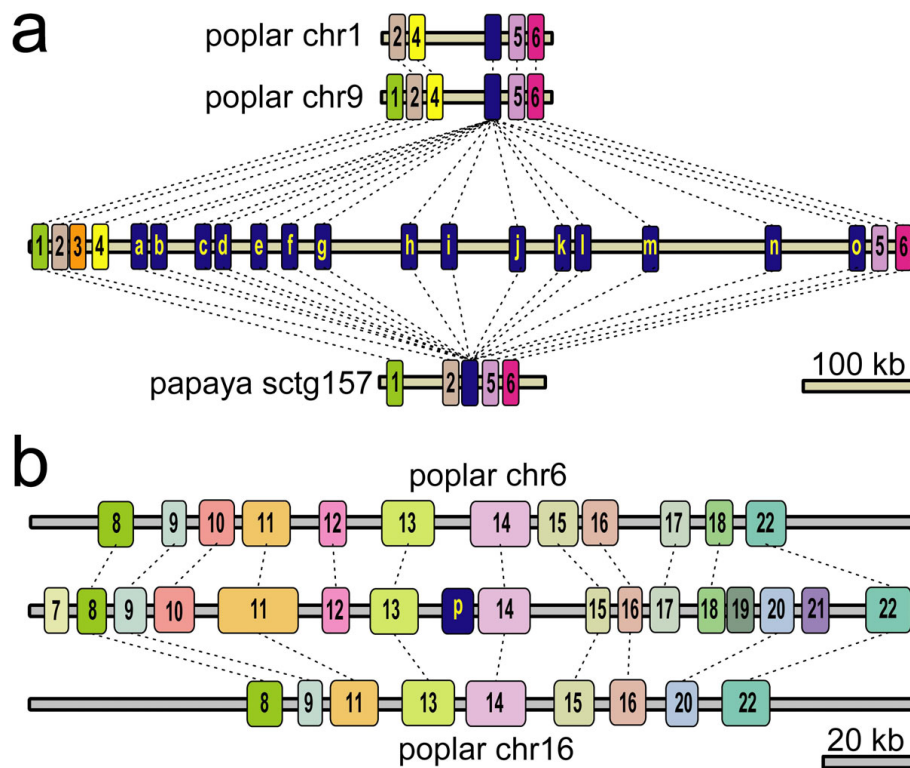 a
poplar chr1
2 4 5 6
poplar chr9
1 2 4 5 6
1 2 3 4 a b c d e f g h i j k l m n o 5 6
papaya sctg157
1 2 5 6
100 kb
b
poplar chr6
8 9 10 11 12 13 14 15 16 17 18 22
7 8 9 10 11 12 13 p 14 15 16 17 18 19 20 21 22
8 9 11 13 14 15 16 20 22
poplar chr16
20 kb